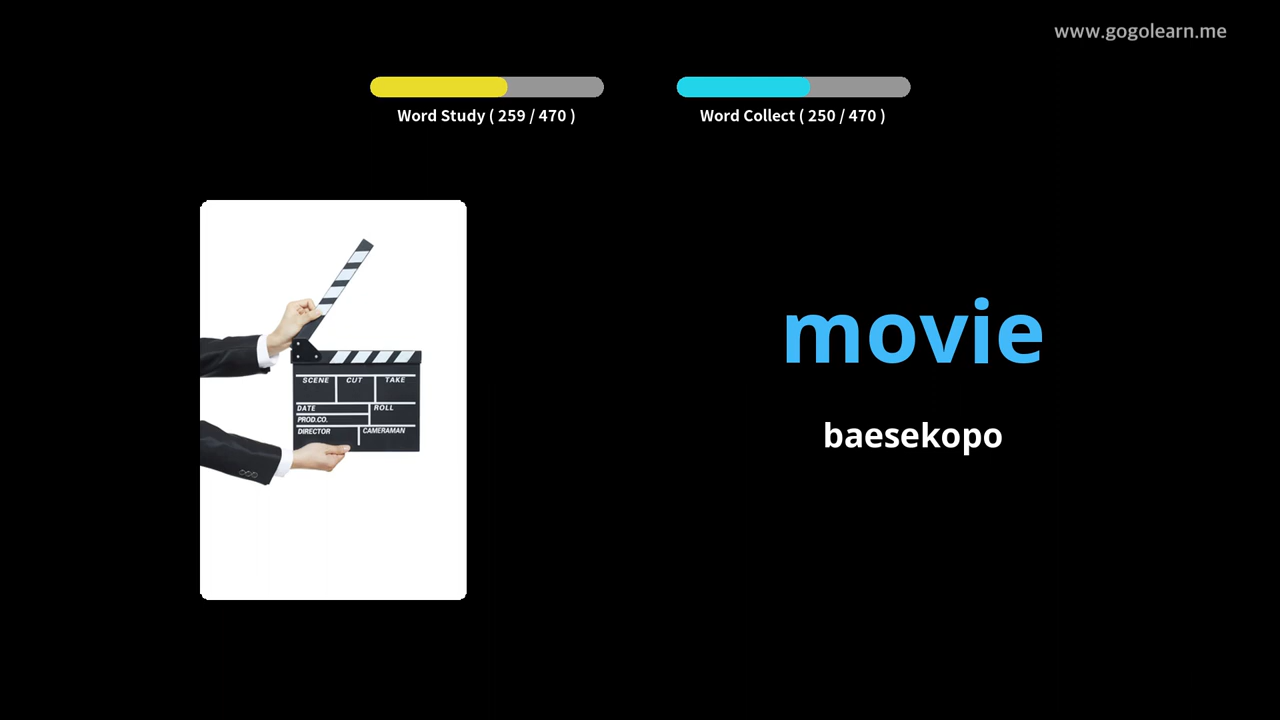 www.gogolearn.me
Word Study ( 259 / 470 )
Word Collect ( 250 / 470 )
SCENE CUT TAKE
DATE ROLL
PROD.CO.
DIRECTOR CAMERAMAN
movie
baesekopo